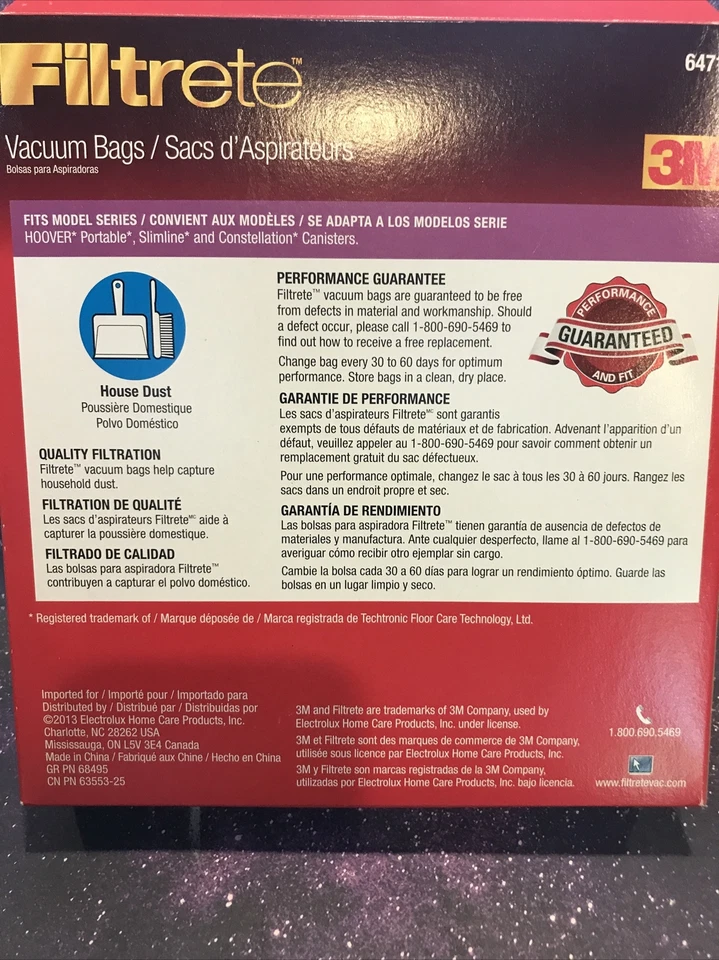 Filtrete™
Vacuum Bags / Sacs d'Aspirateurs
Bolsas para Aspiradoras
3M
FITS MODEL SERIES / CONVIENT AUX MODÈLES / SE ADAPTA A LOS MODELOS SERIE
HOOVER* Portable*, Slimline* and Constellation* Canisters.
House Dust
Poussière Domestique
Polvo Doméstico
QUALITY FILTRATION
Filtrete™ vacuum bags help capture
household dust.
FILTRATION DE QUALITÉ
Les sacs d'aspirateurs Filtreteᴹᶜ aide à
capturer la poussière domestique.
FILTRADO DE CALIDAD
Las bolsas para aspiradora Filtrete™
contribuyen a capturar el polvo doméstico.
PERFORMANCE GUARANTEE
Filtrete™ vacuum bags are guaranteed to be free
from defects in material and workmanship. Should
a defect occur, please call 1-800-690-5469 to
find out how to receive a free replacement.
Change bag every 30 to 60 days for optimum
performance. Store bags in a clean, dry place.
GARANTIE DE PERFORMANCE
Les sacs d'aspirateurs Filtreteᴹᶜ sont garantis
exempts de tous défauts de matériaux et de fabrication. Advenant l'apparition d'un
défaut, veuillez appeler au 1-800-690-5469 pour savoir comment obtenir un
remplacement gratuit du sac défectueux.
Pour une performance optimale, changez le sac à tous les 30 à 60 jours. Rangez les
sacs dans un endroit propre et sec.
GARANTÍA DE RENDIMIENTO
Las bolsas para aspiradora Filtrete™ tienen garantía de ausencia de defectos de
materiales y manufactura. Ante cualquier desperfecto, llame al 1-800-690-5469 para
averiguar cómo recibir otro ejemplar sin cargo.
Cambie la bolsa cada 30 a 60 días para lograr un rendimiento óptimo. Guarde las
bolsas en un lugar limpio y seco.
PERFORMANCE
GUARANTEED
AND FIT
* Registered trademark of / Marque déposée de / Marca registrada de Techtronic Floor Care Technology, Ltd.
Imported for / Importé pour / Importado para
Distributed by / Distribué par / Distribuidas por
©2013 Electrolux Home Care Products, Inc.
Charlotte, NC 28262 USA
Mississauga, ON L5V 3E4 Canada
Made in China / Fabriqué aux Chine / Hecho en China
GR PN 68495
CN PN 63553-25
3M and Filtrete are trademarks of 3M Company, used by
Electrolux Home Care Products, Inc. under license.
3M et Filtrete sont des marques de commerce de 3M Company,
utilisée sous licence par Electrolux Home Care Products, Inc.
3M y Filtrete son marcas registradas de la 3M Company,
utilizadas por Electrolux Home Care Products, Inc. bajo licencia.
1.800.690.5469
www.filtretevac.com